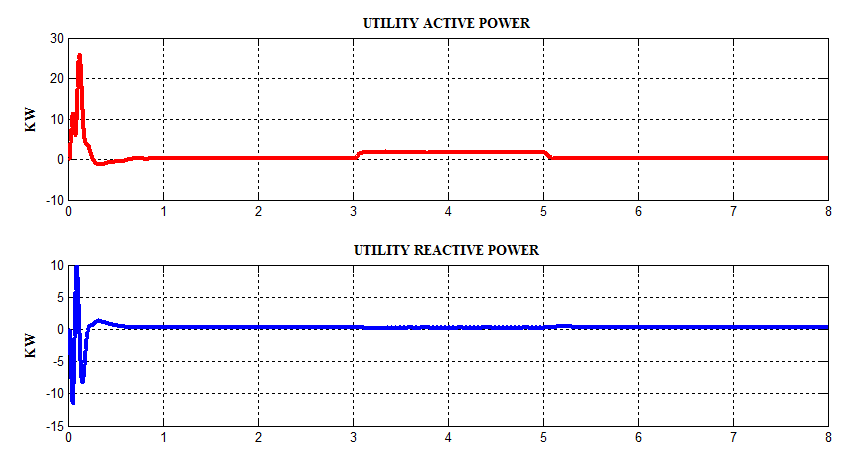 UTILITY ACTIVE POWER
30
20
10
0
-10
KW
0 1 2 3 4 5 6 7 8
UTILITY REACTIVE POWER
10
5
0
-5
-10
-15
KW
0 1 2 3 4 5 6 7 8